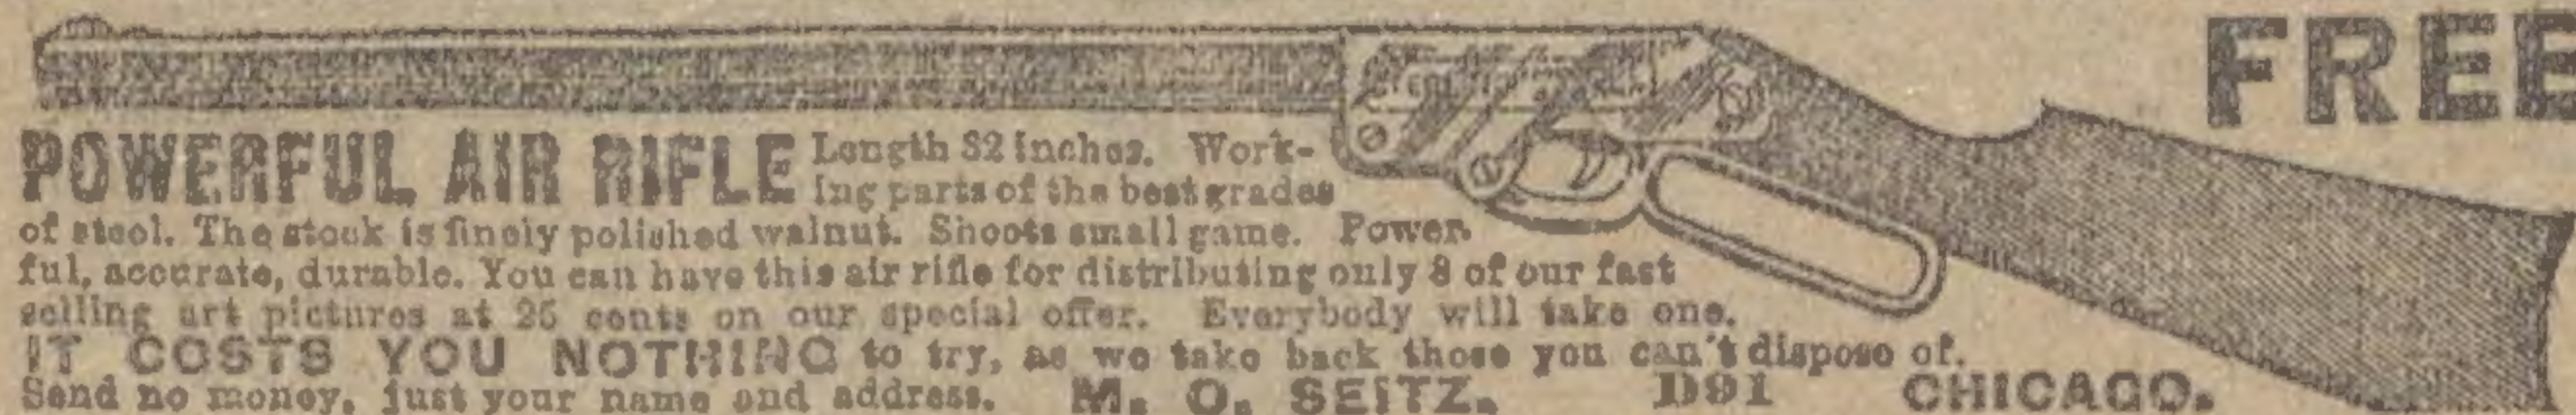 FREE
POWERFUL AIR RIFLE Length 32 inches. Work-
ing parts of the best grades
of steel. The stock is finely polished walnut. Shoots small game. Power-
ful, accurate, durable. You can have this air rifle for distributing only 8 of our fast
selling art pictures at 25 cents on our special offer. Everybody will take one.
IT COSTS YOU NOTHING to try, as we take back those you can't dispose of.
Send no money, just your name and address. M. O. SEITZ, D91 CHICAGO.